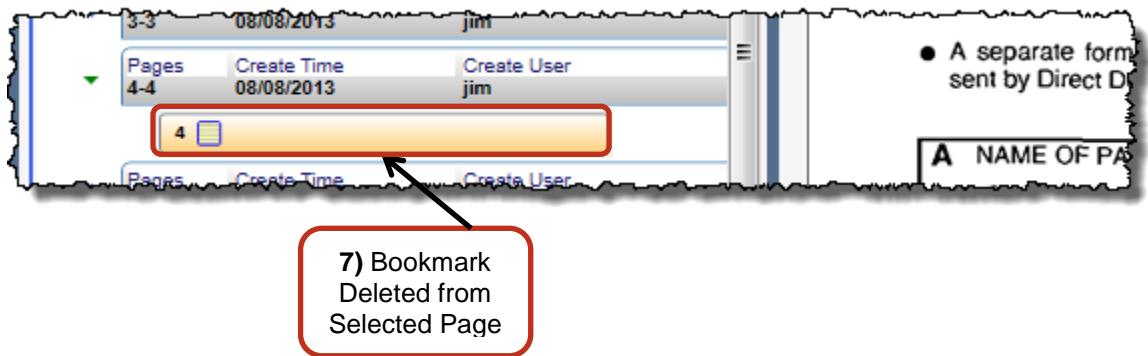 3-3 08/08/2013 jim
Pages Create Time Create User
4-4 08/08/2013 jim
4
Pages Create Time Create User
● A separate form
sent by Direct D
A NAME OF PA
7) Bookmark
Deleted from
Selected Page